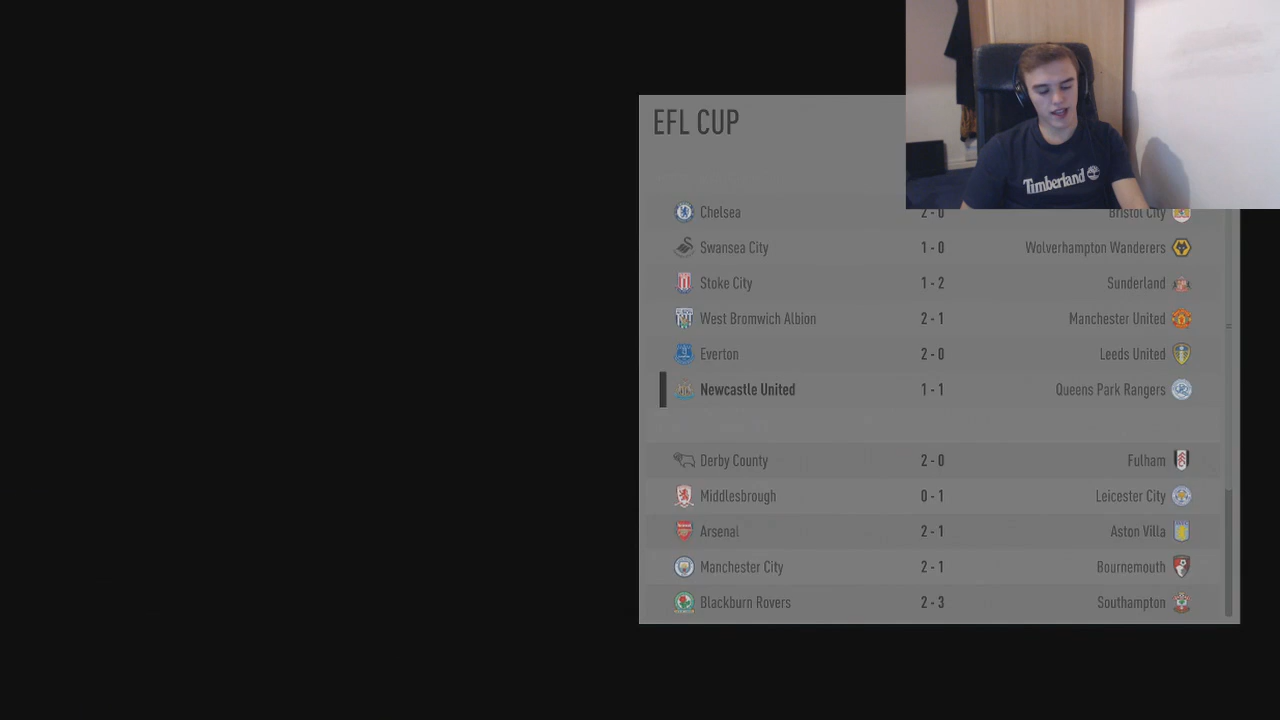 EFL CUP
Chelsea 2 - 0 Bristol City
Swansea City 1 - 0 Wolverhampton Wanderers
Stoke City 1 - 2 Sunderland
West Bromwich Albion 2 - 1 Manchester United
Everton 2 - 0 Leeds United
Newcastle United 1 - 1 Queens Park Rangers
Derby County 2 - 0 Fulham
Middlesbrough 0 - 1 Leicester City
Arsenal 2 - 1 Aston Villa
Manchester City 2 - 1 Bournemouth
Blackburn Rovers 2 - 3 Southampton
Timberland